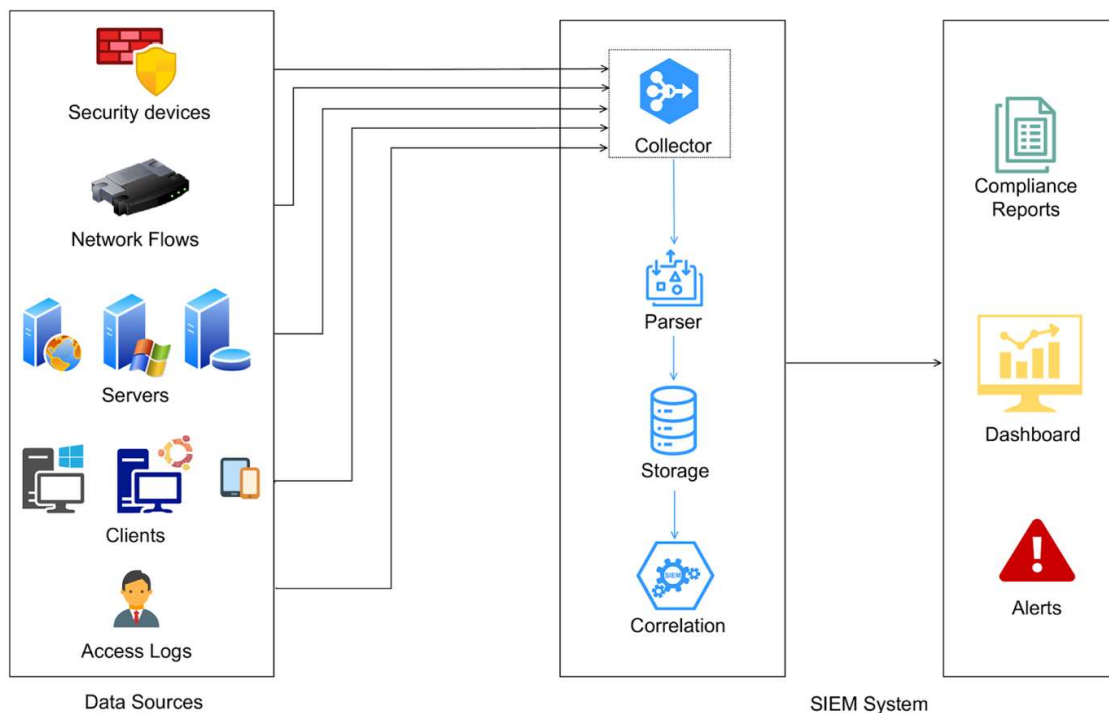 Security devices
Network Flows
Servers
Clients
Access Logs
Data Sources
Collector
Parser
Storage
SIEM
Correlation
SIEM System
Compliance
Reports
Dashboard
Alerts